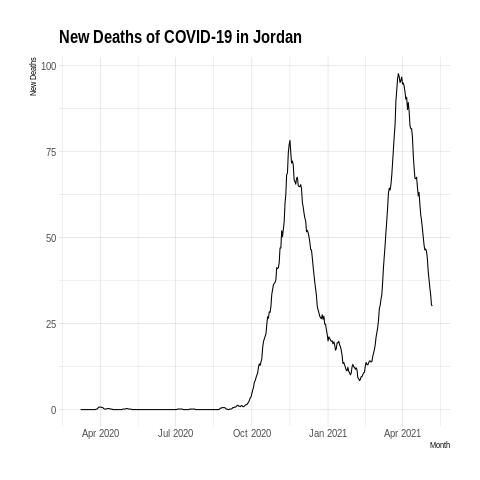 New Deaths of COVID-19 in Jordan
New Deaths
100
75
50
25
0
Apr 2020 Jul 2020 Oct 2020 Jan 2021 Apr 2021
Month